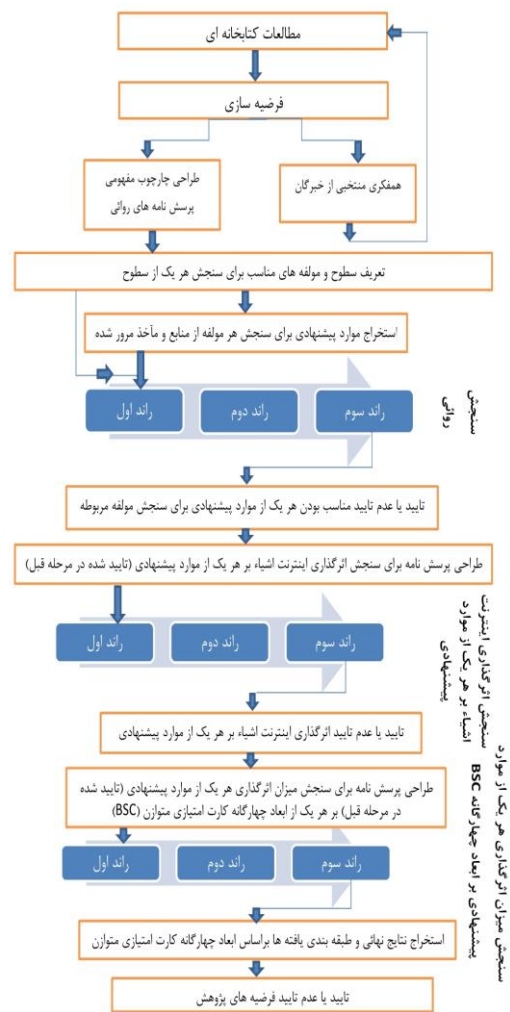 مطالعات کتابخانه ای
فرضیه سازی
همفکری منتخبی از خبرگان
طراحی چارچوب مفهومی
پرسش نامه های روائی
تعریف سطوح و مولفه های مناسب برای سنجش هر یک از سطوح
استخراج موارد پیشنهادی برای سنجش هر مولفه از منابع و مآخذ مرور شده
سنجش
روائی
راند اول
راند دوم
راند سوم
تایید یا عدم تایید مناسب بودن هر یک از موارد پیشنهادی برای سنجش مولفه مربوطه
طراحی پرسش نامه برای سنجش اثرگذاری اینترنت اشیاء بر هر یک از موارد پیشنهادی (تایید شده در مرحله قبل)
سنجش اثرگذاری اینترنت
اشیاء بر هر یک از موارد
پیشنهادی
راند اول
راند دوم
راند سوم
تایید یا عدم تایید اثرگذاری اینترنت اشیاء بر هر یک از موارد پیشنهادی
طراحی پرسش نامه برای سنجش میزان اثرگذاری هر یک از موارد پیشنهادی (تایید شده
در مرحله قبل) بر هر یک از ابعاد چهارگانه کارت امتیازی متوازن (BSC)
سنجش میزان اثرگذاری هر یک از موارد
پیشنهادی بر ابعاد چهارگانه BSC
راند اول
راند دوم
راند سوم
استخراج نتایج نهائی و طبقه بندی یافته ها براساس ابعاد چهارگانه کارت امتیازی متوازن
تایید یا عدم تایید فرضیه های پژوهش